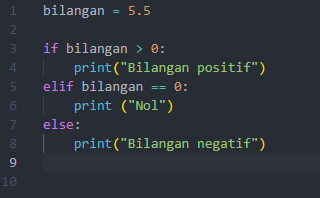 1 bilangan = 5.5
2
3 if bilangan > 0:
4     print("Bilangan positif")
5 elif bilangan == 0:
6     print ("Nol")
7 else:
8     print("Bilangan negatif")
9
10